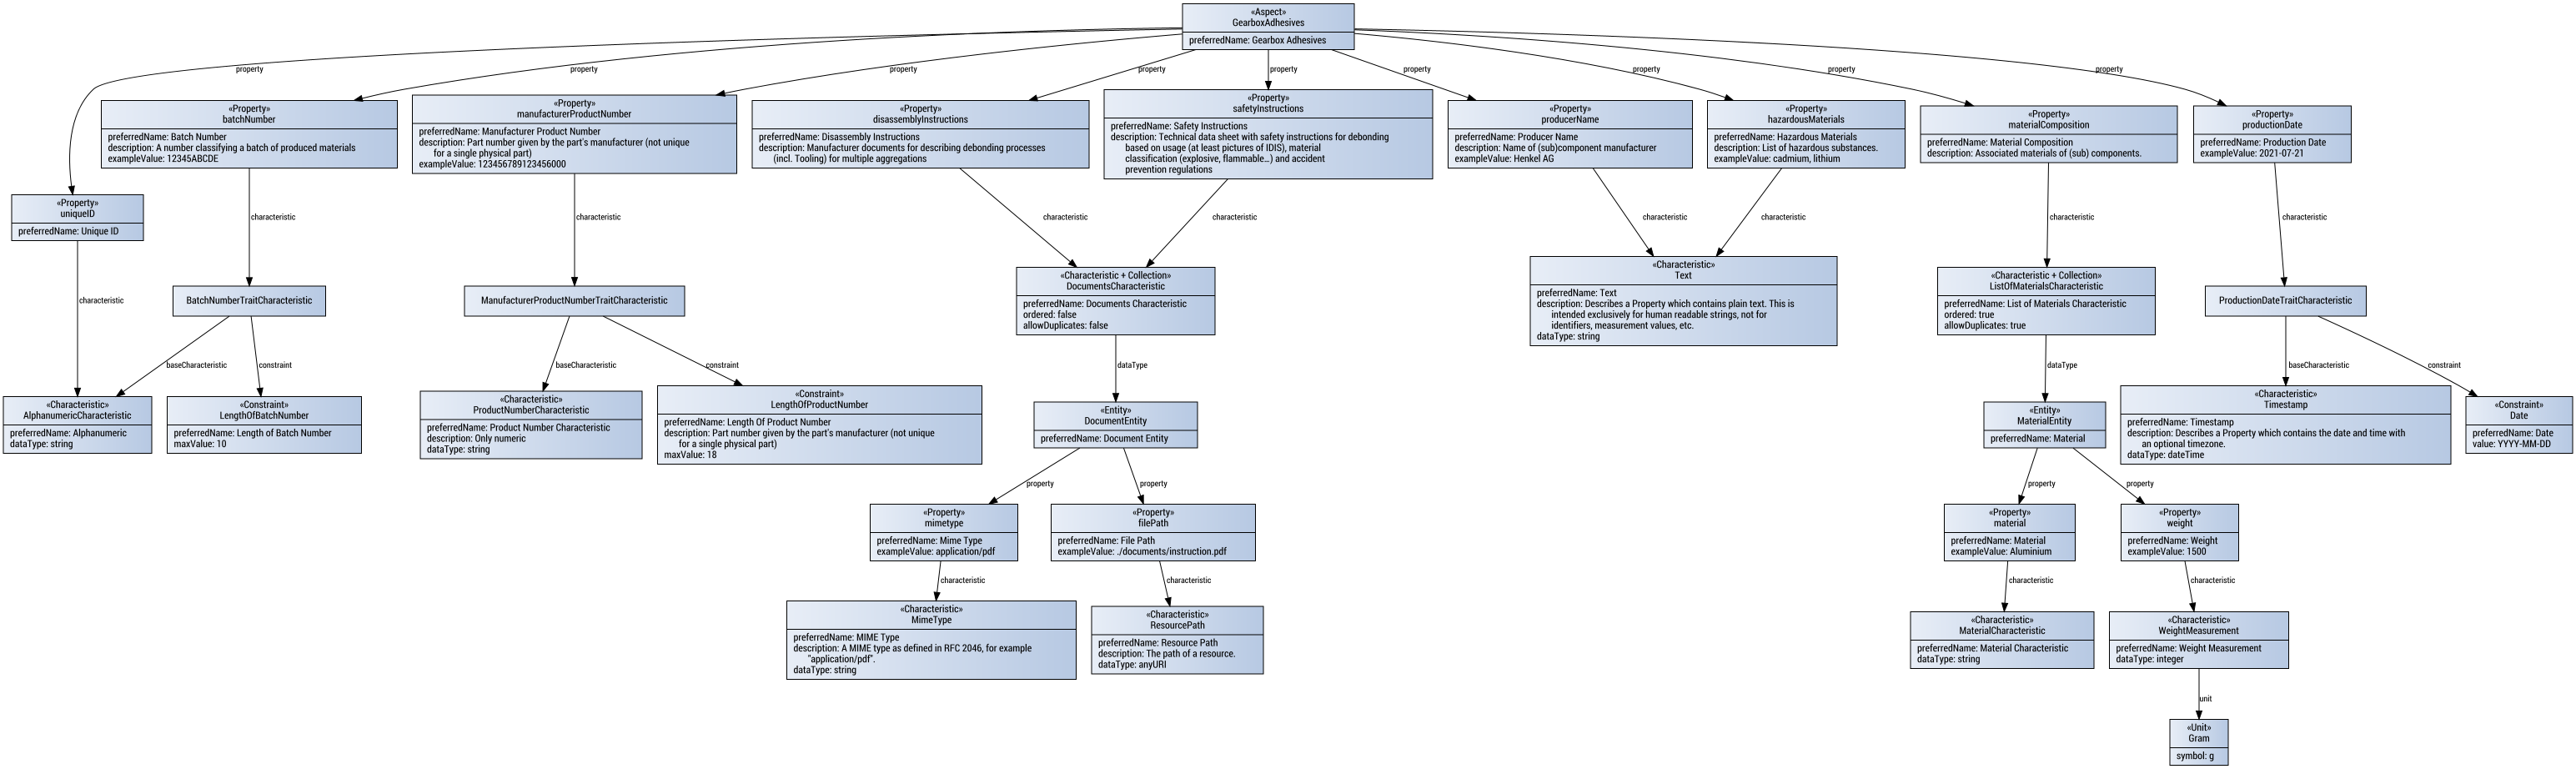 «Aspect»
GearboxAdhesives
preferredName: Gearbox Adhesives
property
property
property
property
property
property
property
property
property
«Property»
batchNumber
preferredName: Batch Number
description: A number classifying a batch of produced materials
exampleValue: 12345ABCDE
«Property»
manufacturerProductNumber
preferredName: Manufacturer Product Number
description: Part number given by the part's manufacturer (not unique
for a single physical part)
exampleValue: 123456789123456000
«Property»
disassemblyInstructions
preferredName: Disassembly Instructions
description: Manufacturer documents for describing debonding processes
(incl. Tooling) for multiple aggregations
«Property»
safetyInstructions
preferredName: Safety Instructions
description: Technical data sheet with safety instructions for debonding
based on usage (at least pictures of IDIS), material
classification (explosive, flammable...) and accident
prevention regulations
«Property»
producerName
preferredName: Producer Name
description: Name of (sub)component manufacturer
exampleValue: Henkel AG
«Property»
hazardousMaterials
preferredName: Hazardous Materials
description: List of hazardous substances.
exampleValue: cadmium, lithium
«Property»
materialComposition
preferredName: Material Composition
description: Associated materials of (sub) components.
«Property»
productionDate
preferredName: Production Date
exampleValue: 2021-07-21
«Property»
uniqueID
preferredName: Unique ID
characteristic
characteristic
characteristic
characteristic
characteristic
characteristic
characteristic
characteristic
characteristic
BatchNumberTraitCharacteristic
ManufacturerProductNumberTraitCharacteristic
«Characteristic + Collection»
DocumentsCharacteristic
preferredName: Documents Characteristic
ordered: false
allowDuplicates: false
«Characteristic»
Text
preferredName: Text
description: Describes a Property which contains plain text. This is
intended exclusively for human readable strings, not for
identifiers, measurement values, etc.
dataType: string
«Characteristic + Collection»
ListOfMaterialsCharacteristic
preferredName: List of Materials Characteristic
ordered: true
allowDuplicates: true
ProductionDateTraitCharacteristic
baseCharacteristic
constraint
baseCharacteristic
constraint
dataType
dataType
baseCharacteristic
constraint
«Characteristic»
AlphanumericCharacteristic
preferredName: Alphanumeric
dataType: string
«Constraint»
LengthOfBatchNumber
preferredName: Length of Batch Number
maxValue: 10
«Characteristic»
ProductNumberCharacteristic
preferredName: Product Number Characteristic
description: Only numeric
dataType: string
«Constraint»
LengthOfProductNumber
preferredName: Length Of Product Number
description: Part number given by the part's manufacturer (not unique
for a single physical part)
maxValue: 18
«Entity»
DocumentEntity
preferredName: Document Entity
«Entity»
MaterialEntity
preferredName: Material
«Characteristic»
Timestamp
preferredName: Timestamp
description: Describes a Property which contains the date and time with
an optional timezone.
dataType: dateTime
«Constraint»
Date
preferredName: Date
value: YYYY-MM-DD
property
property
property
property
«Property»
mimetype
preferredName: Mime Type
exampleValue: application/pdf
«Property»
filePath
preferredName: File Path
exampleValue: ./documents/instruction.pdf
«Property»
material
preferredName: Material
exampleValue: Aluminium
«Property»
weight
preferredName: Weight
exampleValue: 1500
characteristic
characteristic
characteristic
characteristic
«Characteristic»
MimeType
preferredName: MIME Type
description: A MIME type as defined in RFC 2046, for example
"application/pdf".
dataType: string
«Characteristic»
ResourcePath
preferredName: Resource Path
description: The path of a resource.
dataType: anyURI
«Characteristic»
MaterialCharacteristic
preferredName: Material Characteristic
dataType: string
«Characteristic»
WeightMeasurement
preferredName: Weight Measurement
dataType: integer
unit
«Unit»
Gram
symbol: g